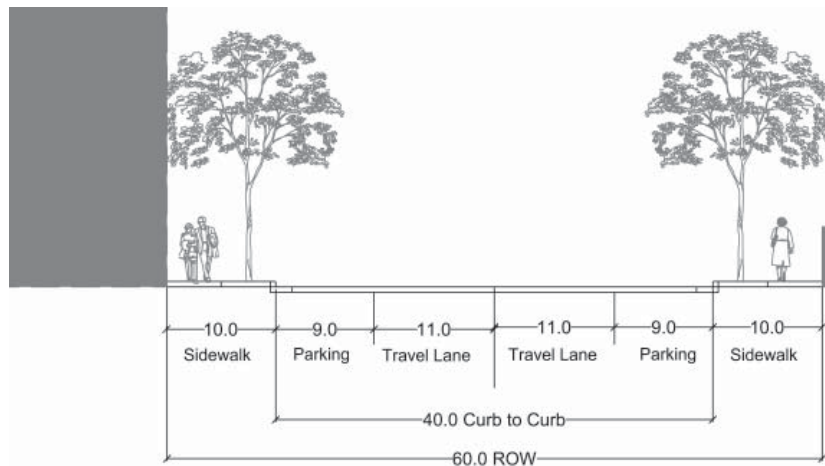 10.0 9.0 11.0 11.0 9.0 10.0
Sidewalk Parking Travel Lane Travel Lane Parking Sidewalk
40.0 Curb to Curb
60.0 ROW